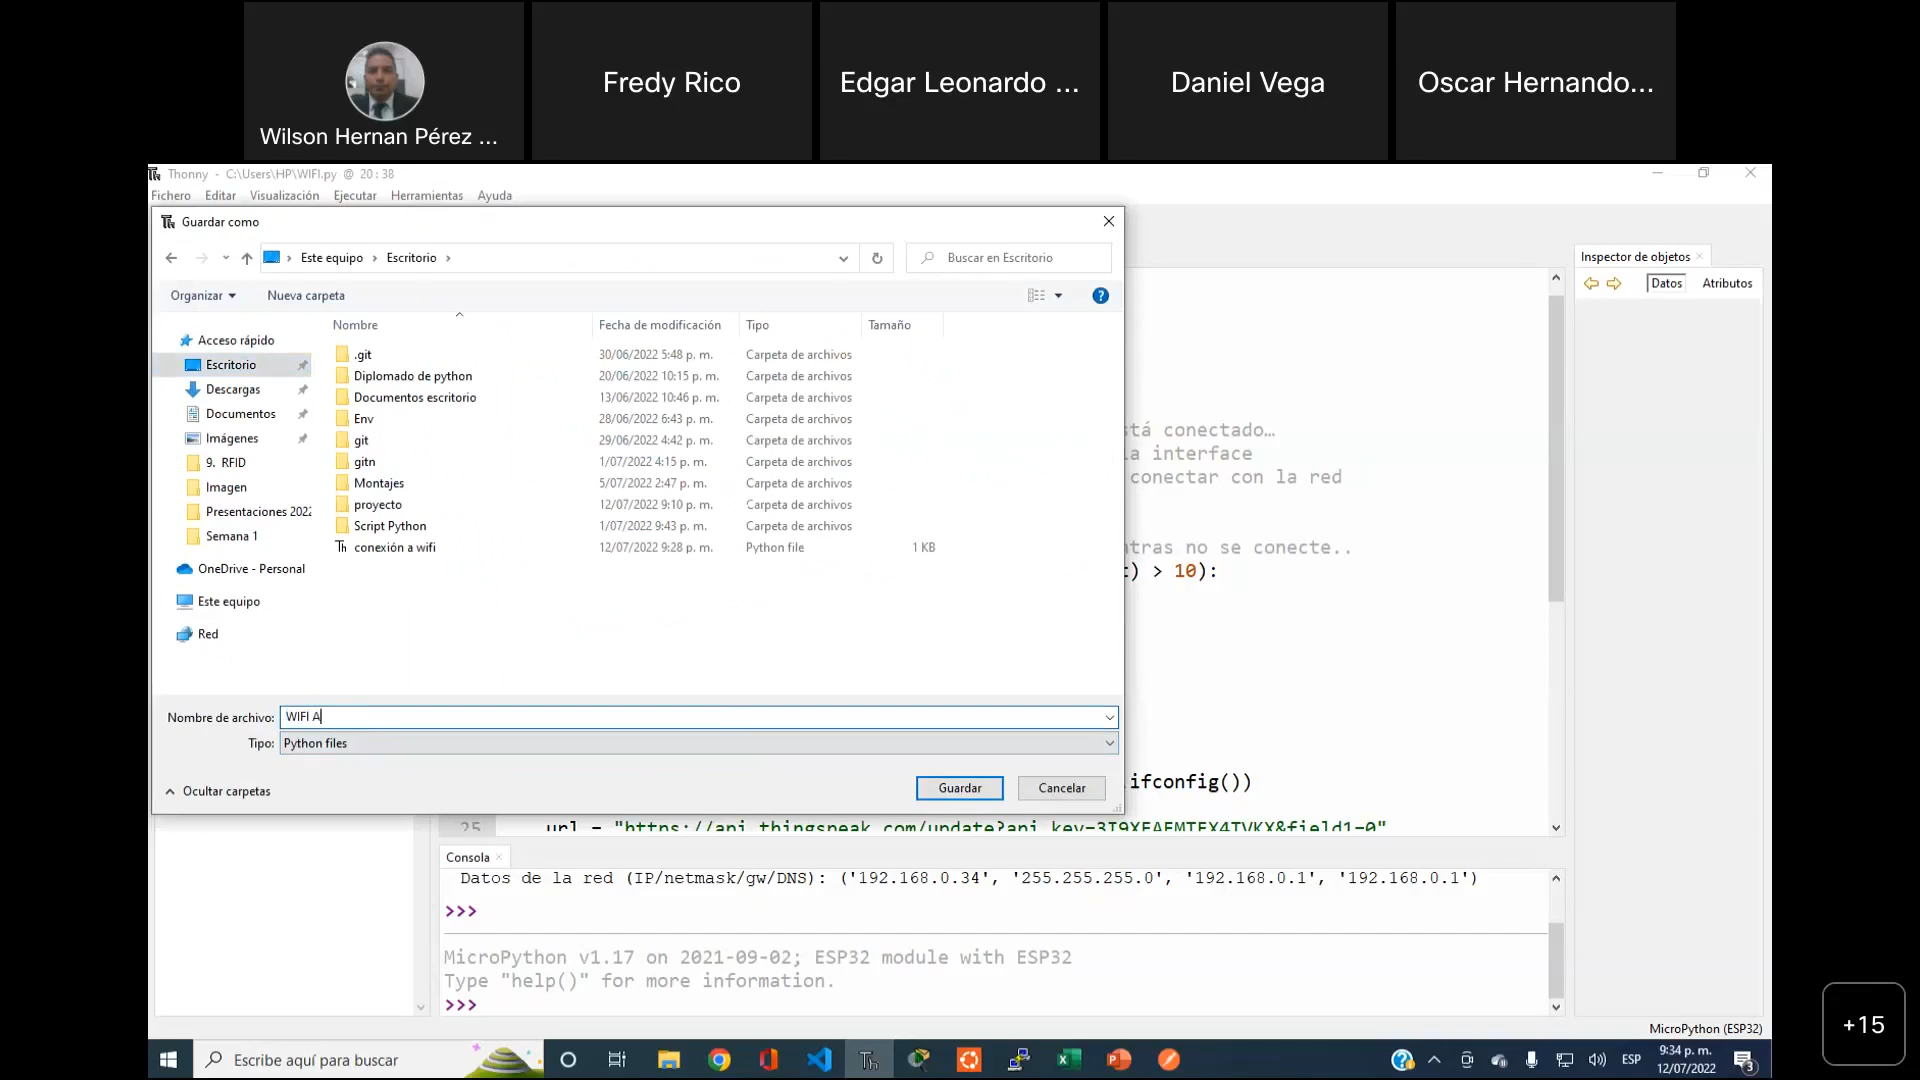 Wilson Hernan Pérez ...
Fredy Rico
Edgar Leonardo ...
Daniel Vega
Oscar Hernando...
Thonny - C:\Users\HP\WIFI.py @ 20 : 38
Fichero Editar Visualización Ejecutar Herramientas Ayuda
Guardar como
Este equipo › Escritorio ›
Buscar en Escritorio
Organizar
Nueva carpeta
Nombre Fecha de modificación Tipo Tamaño
Acceso rápido
Escritorio
Descargas
Documentos
Imágenes
9. RFID
Imagen
Presentaciones 2022
Semana 1
OneDrive - Personal
Este equipo
Red
.git 30/06/2022 5:48 p. m. Carpeta de archivos
Diplomado de python 20/06/2022 10:15 p. m. Carpeta de archivos
Documentos escritorio 13/06/2022 10:46 p. m. Carpeta de archivos
Env 28/06/2022 6:43 p. m. Carpeta de archivos
git 29/06/2022 4:42 p. m. Carpeta de archivos
gitn 1/07/2022 4:15 p. m. Carpeta de archivos
Montajes 5/07/2022 2:47 p. m. Carpeta de archivos
proyecto 12/07/2022 9:10 p. m. Carpeta de archivos
Script Python 1/07/2022 9:43 p. m. Carpeta de archivos
conexión a wifi 12/07/2022 9:28 p. m. Python file 1 KB
Nombre de archivo: WIFI A
Tipo: Python files
Ocultar carpetas
Guardar
Cancelar
Inspector de objetos
Datos Atributos
stá conectado…
la interface
conectar con la red
ntras no se conecte..
t) > 10):
.ifconfig())
25
Consola
Datos de la red (IP/netmask/gw/DNS): ('192.168.0.34', '255.255.255.0', '192.168.0.1', '192.168.0.1')
>>>
MicroPython v1.17 on 2021-09-02; ESP32 module with ESP32
Type "help()" for more information.
>>>
MicroPython (ESP32)
+15
Escribe aquí para buscar
ESP
9:34 p. m.
12/07/2022
3